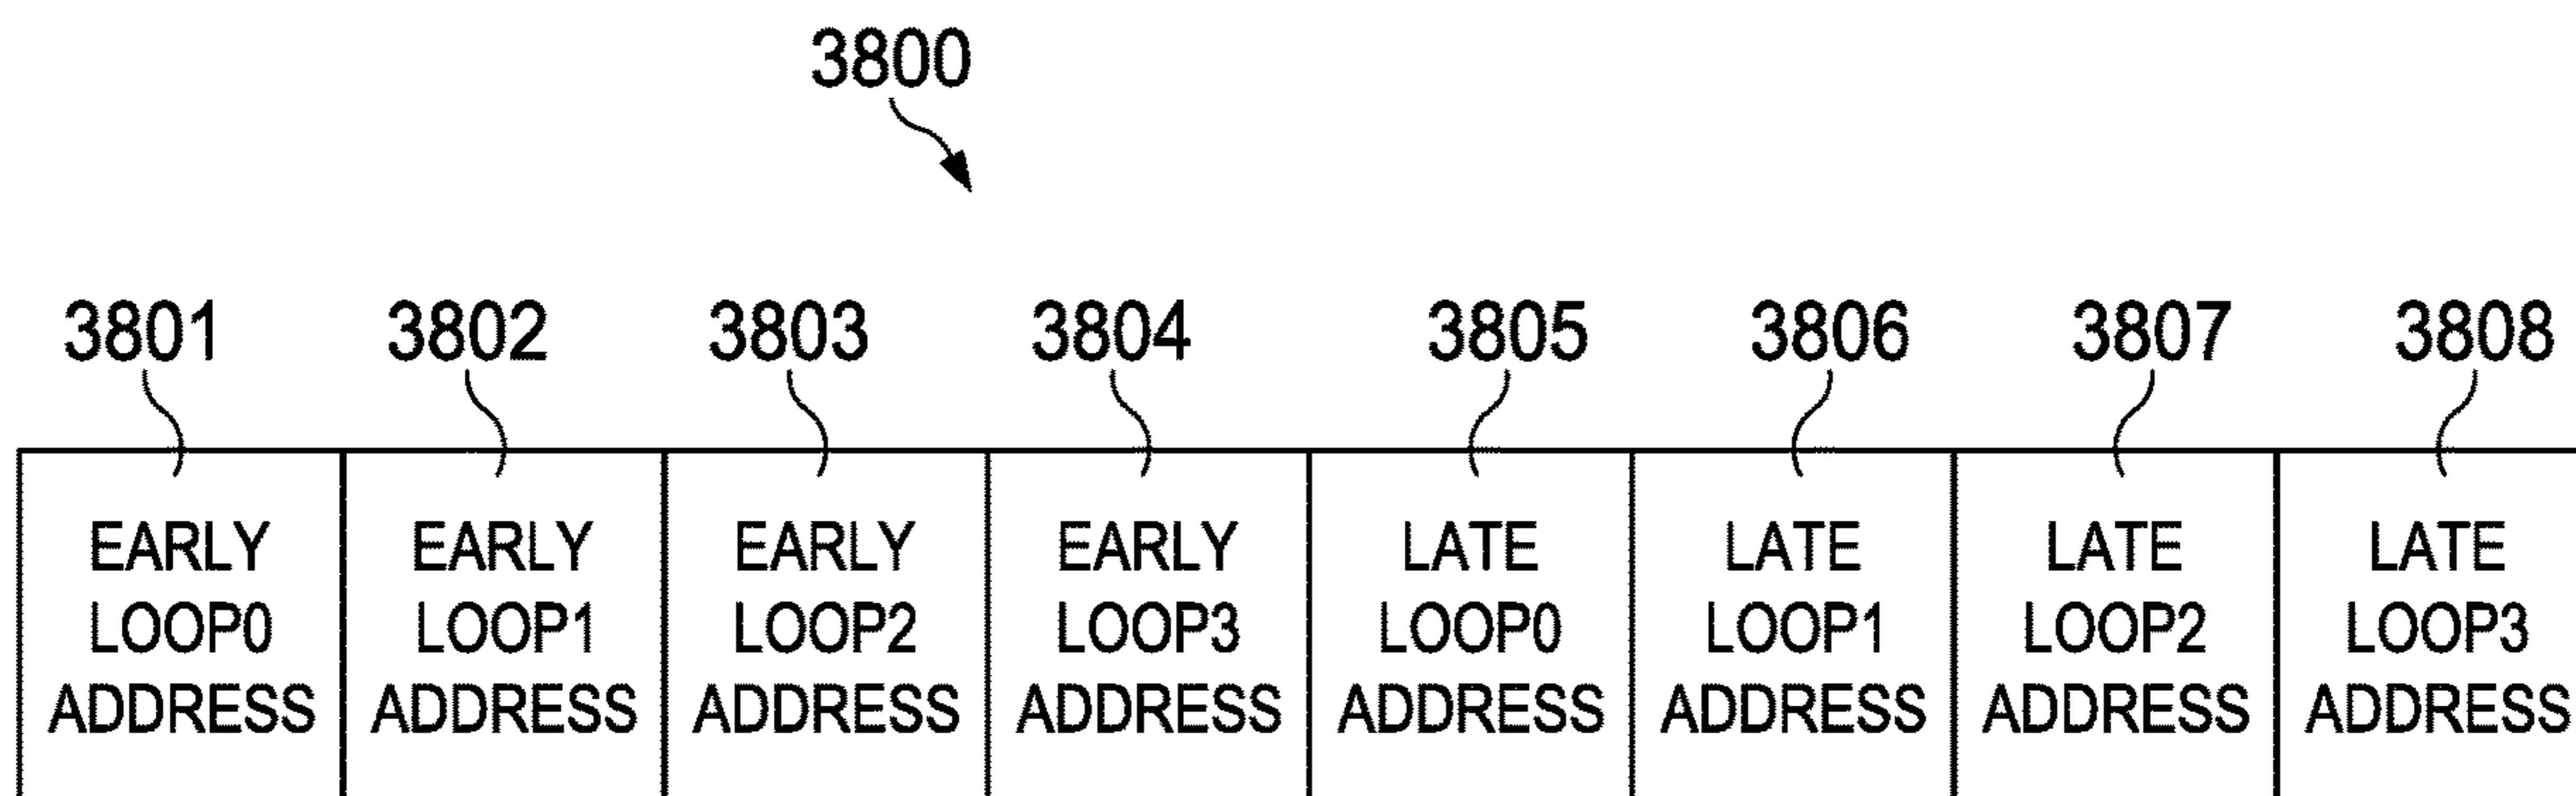 3800
3801 3802 3803 3804 3805 3806 3807 3808
EARLY EARLY EARLY EARLY LATE LATE LATE LATE
LOOP0 LOOP1 LOOP2 LOOP3 LOOP0 LOOP1 LOOP2 LOOP3
ADDRESS ADDRESS ADDRESS ADDRESS ADDRESS ADDRESS ADDRESS ADDRESS